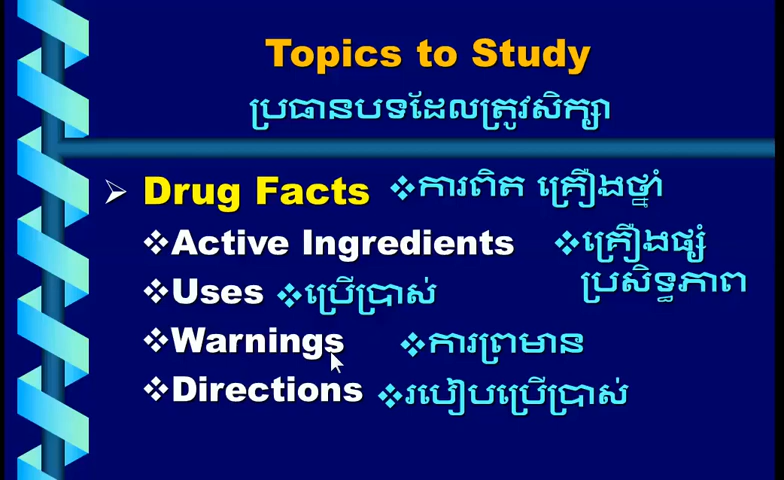 Topics to Study
ប្រធានបទដែលត្រូវសិក្សា
Drug Facts ការពិត គ្រឿងថ្នាំ
Active Ingredients គ្រឿងផ្សំ
ប្រសិទ្ធភាព
Uses ប្រើប្រាស់
Warnings ការព្រមាន
Directions របៀបប្រើប្រាស់